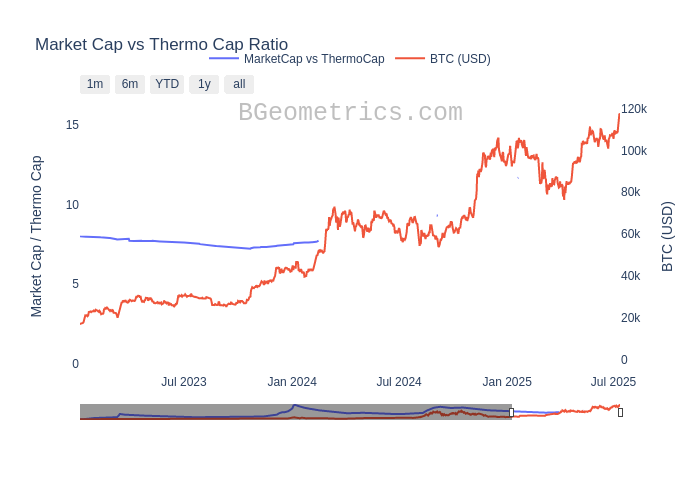 Market Cap vs Thermo Cap Ratio
MarketCap vs ThermoCap BTC (USD)
1m 6m YTD 1y all
BGeometrics.com
Market Cap / Thermo Cap
15
10
5
0
120k
100k
80k
60k
40k
20k
0
BTC (USD)
Jul 2023 Jan 2024 Jul 2024 Jan 2025 Jul 2025